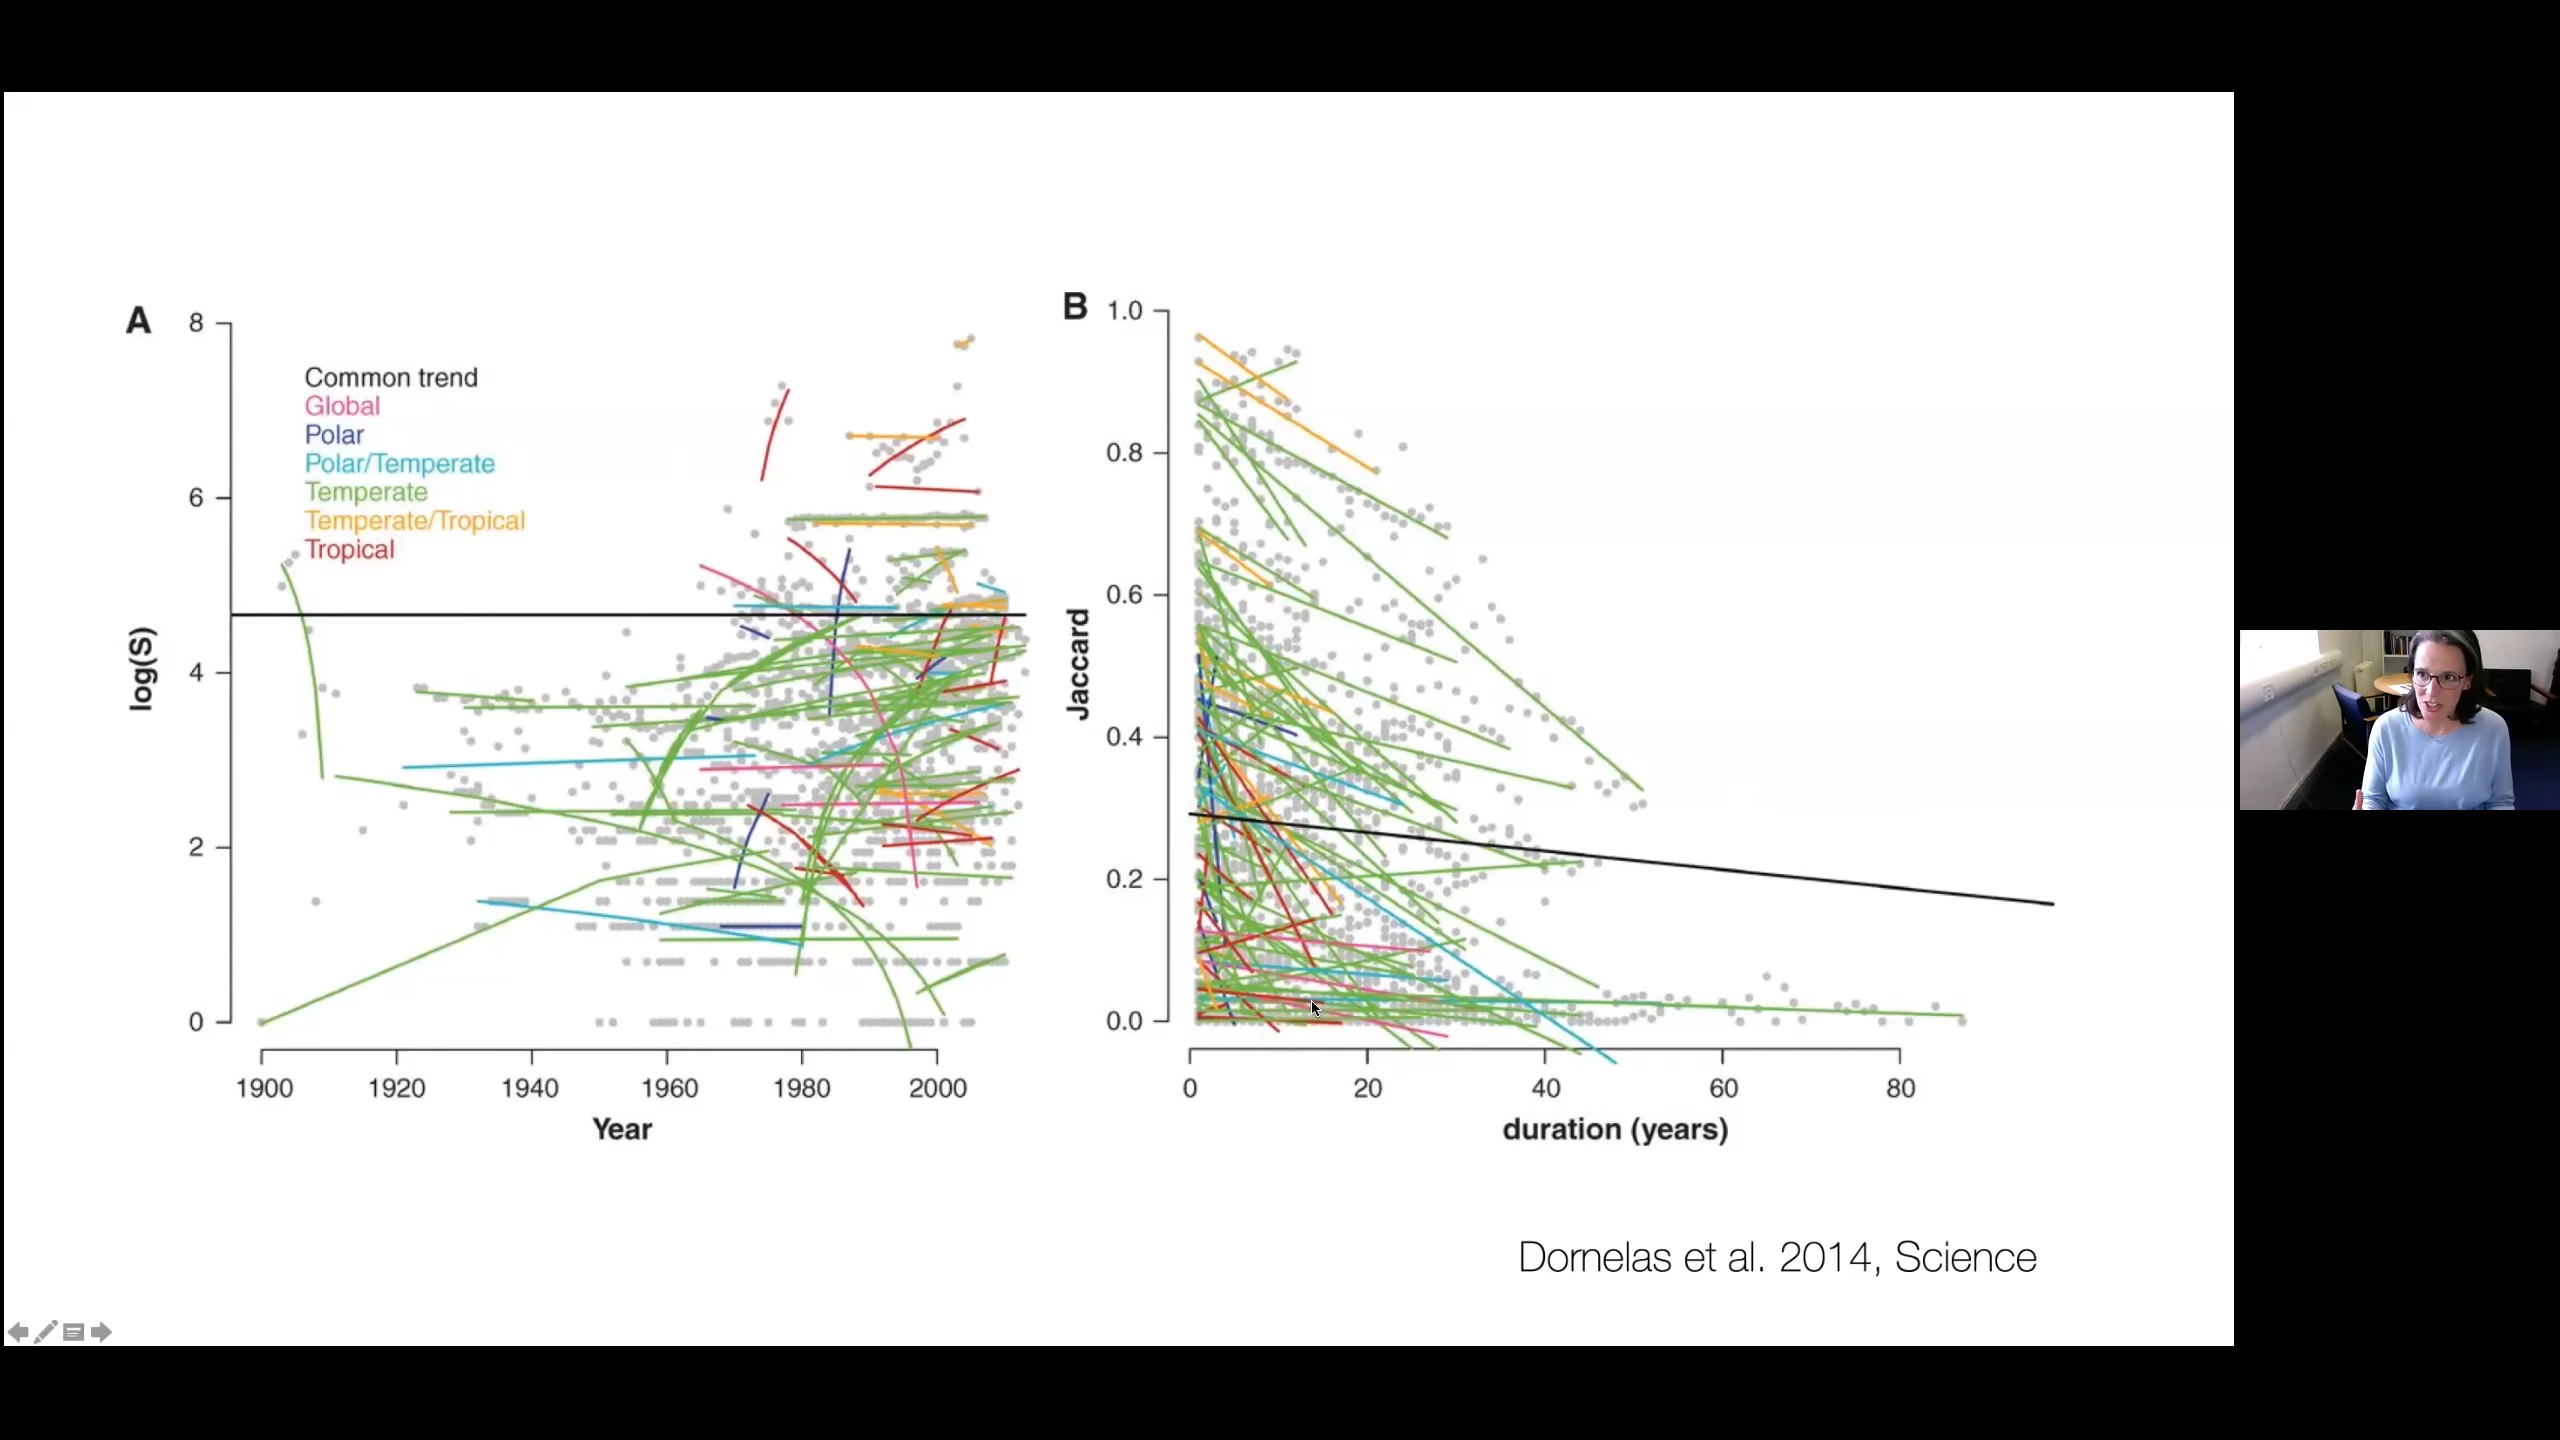 A
8
6
4
2
0
log(S)
Common trend
Global
Polar
Polar/Temperate
Temperate
Temperate/Tropical
Tropical
1900 1920 1940 1960 1980 2000
Year
B
1.0
0.8
0.6
0.4
0.2
0.0
Jaccard
0 20 40 60 80
duration (years)
Dornelas et al. 2014, Science